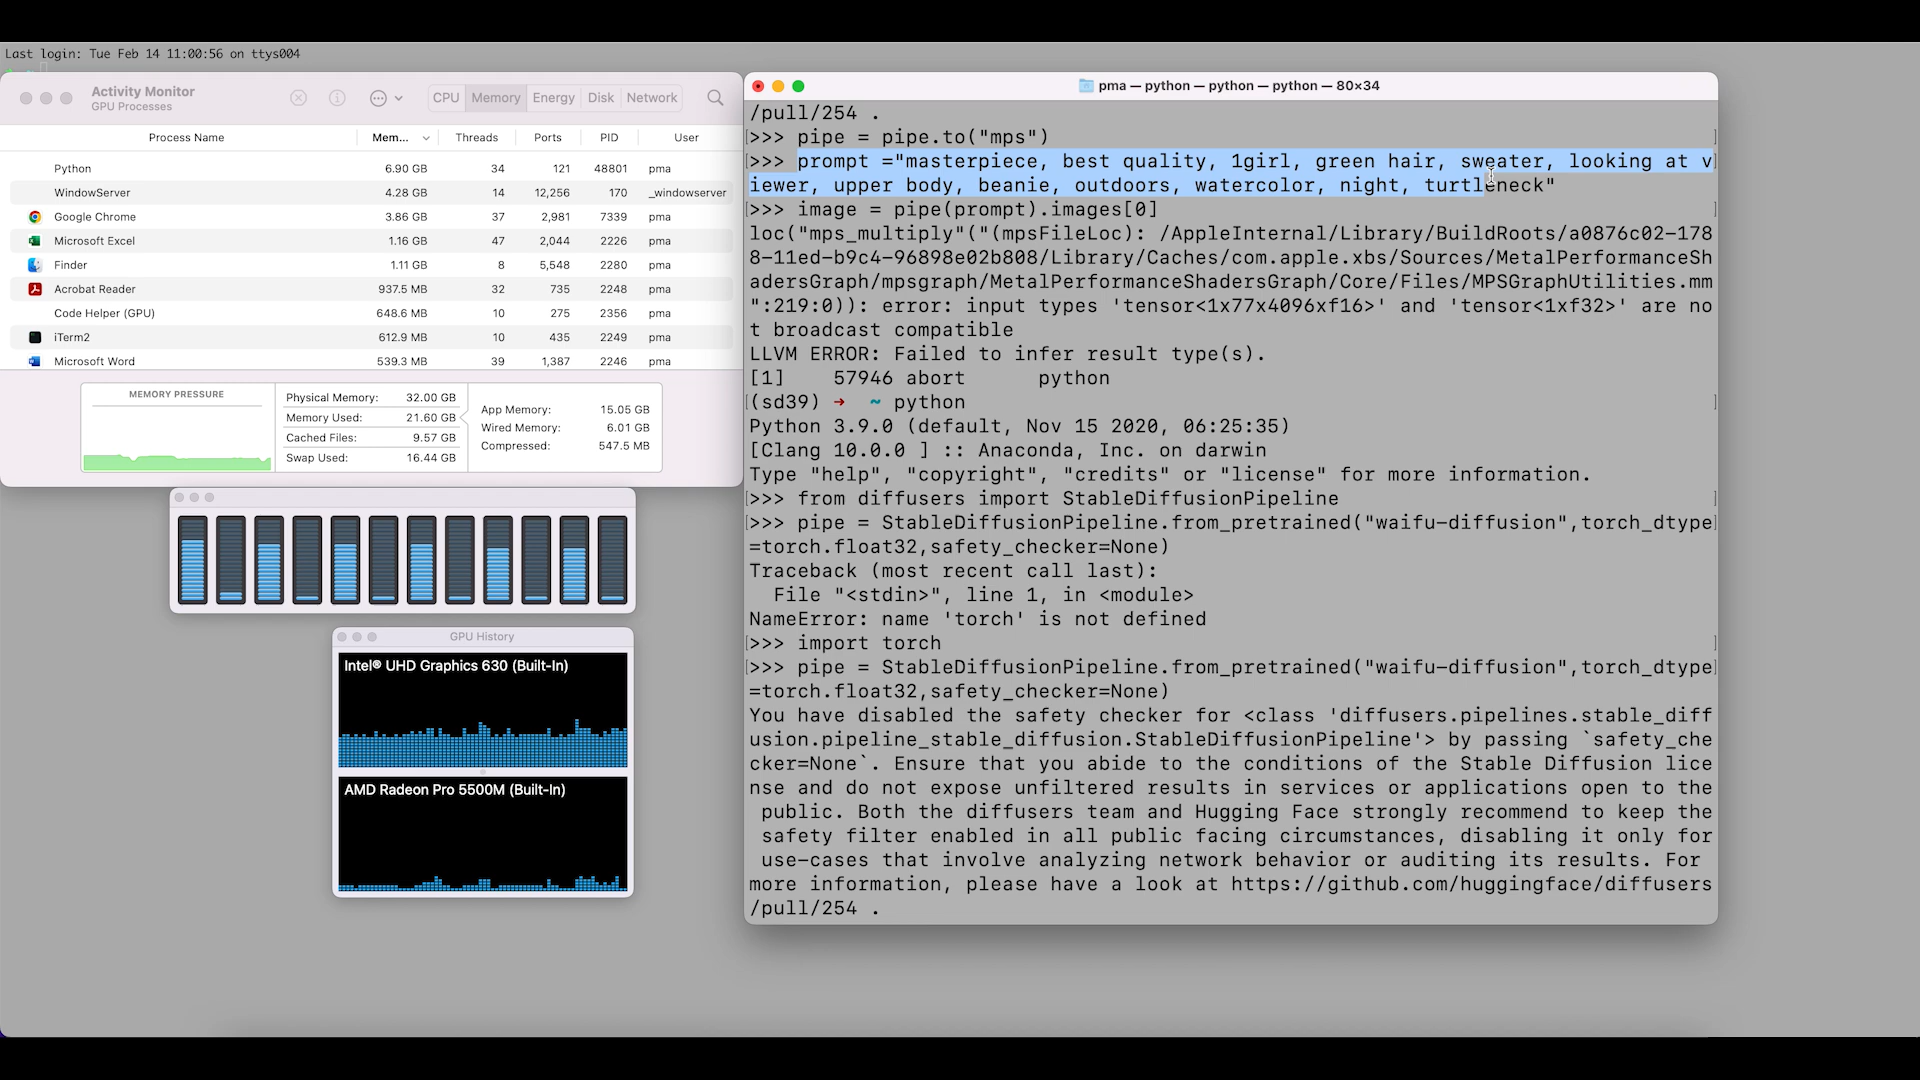 Last login: Tue Feb 14 11:00:56 on ttys004
Activity Monitor
GPU Processes
CPU Memory Energy Disk Network
Process Name Mem... Threads Ports PID User
Python 6.90 GB 34 121 48801 pma
WindowServer 4.28 GB 14 12,256 170 _windowserver
Google Chrome 3.86 GB 37 2,981 7339 pma
Microsoft Excel 1.16 GB 47 2,044 2226 pma
Finder 1.11 GB 8 5,548 2280 pma
Acrobat Reader 937.5 MB 32 735 2248 pma
Code Helper (GPU) 648.6 MB 10 275 2356 pma
iTerm2 612.9 MB 10 435 2249 pma
Microsoft Word 539.3 MB 39 1,387 2246 pma
MEMORY PRESSURE
Physical Memory: 32.00 GB
Memory Used: 21.60 GB
Cached Files: 9.57 GB
Swap Used: 16.44 GB
App Memory: 15.05 GB
Wired Memory: 6.01 GB
Compressed: 547.5 MB
GPU History
Intel® UHD Graphics 630 (Built-In)
AMD Radeon Pro 5500M (Built-In)
pma — python — python — python — 80×34
/pull/254 .
>>> pipe = pipe.to("mps")
>>> prompt ="masterpiece, best quality, 1girl, green hair, sweater, looking at v
iewer, upper body, beanie, outdoors, watercolor, night, turtleneck"
>>> image = pipe(prompt).images[0]
loc("mps_multiply"("(mpsFileLoc): /AppleInternal/Library/BuildRoots/a0876c02-178
8-11ed-b9c4-96898e02b808/Library/Caches/com.apple.xbs/Sources/MetalPerformanceSh
adersGraph/mpsgraph/MetalPerformanceShadersGraph/Core/Files/MPSGraphUtilities.mm
":219:0)): error: input types 'tensor<1x77x4096xf16>' and 'tensor<1xf32>' are no
t broadcast compatible
LLVM ERROR: Failed to infer result type(s).
[1]    57946 abort      python
(sd39) ➜  ~ python
Python 3.9.0 (default, Nov 15 2020, 06:25:35)
[Clang 10.0.0 ] :: Anaconda, Inc. on darwin
Type "help", "copyright", "credits" or "license" for more information.
>>> from diffusers import StableDiffusionPipeline
>>> pipe = StableDiffusionPipeline.from_pretrained("waifu-diffusion",torch_dtype
=torch.float32,safety_checker=None)
Traceback (most recent call last):
  File "<stdin>", line 1, in <module>
NameError: name 'torch' is not defined
>>> import torch
>>> pipe = StableDiffusionPipeline.from_pretrained("waifu-diffusion",torch_dtype
=torch.float32,safety_checker=None)
You have disabled the safety checker for <class 'diffusers.pipelines.stable_diff
usion.pipeline_stable_diffusion.StableDiffusionPipeline'> by passing `safety_che
cker=None`. Ensure that you abide to the conditions of the Stable Diffusion lice
nse and do not expose unfiltered results in services or applications open to the
 public. Both the diffusers team and Hugging Face strongly recommend to keep the
 safety filter enabled in all public facing circumstances, disabling it only for
 use-cases that involve analyzing network behavior or auditing its results. For
more information, please have a look at https://github.com/huggingface/diffusers
/pull/254 .